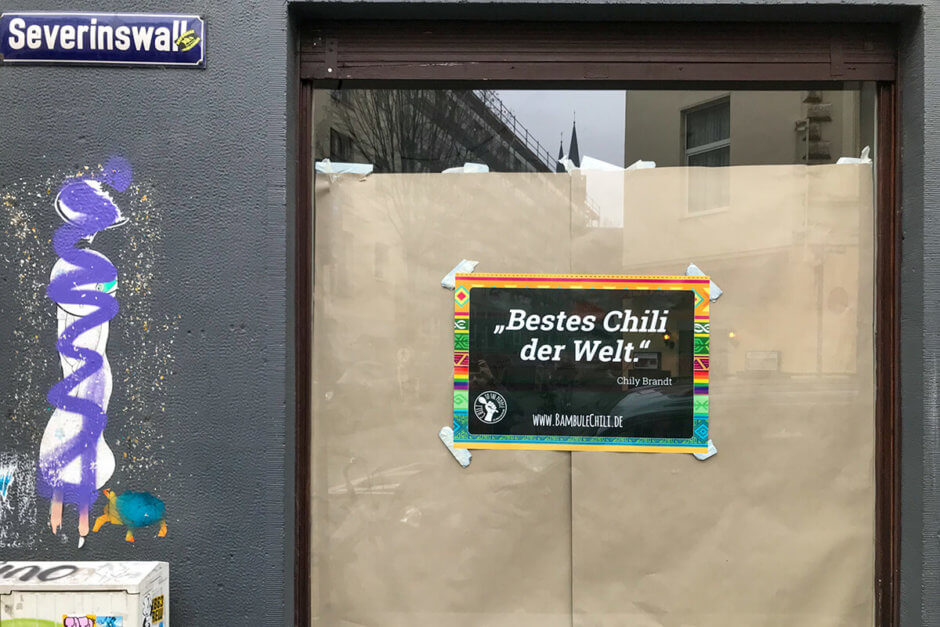 Severinswall
„Bestes Chili
der Welt.“
Chily Brandt
www.BambuleChili.de